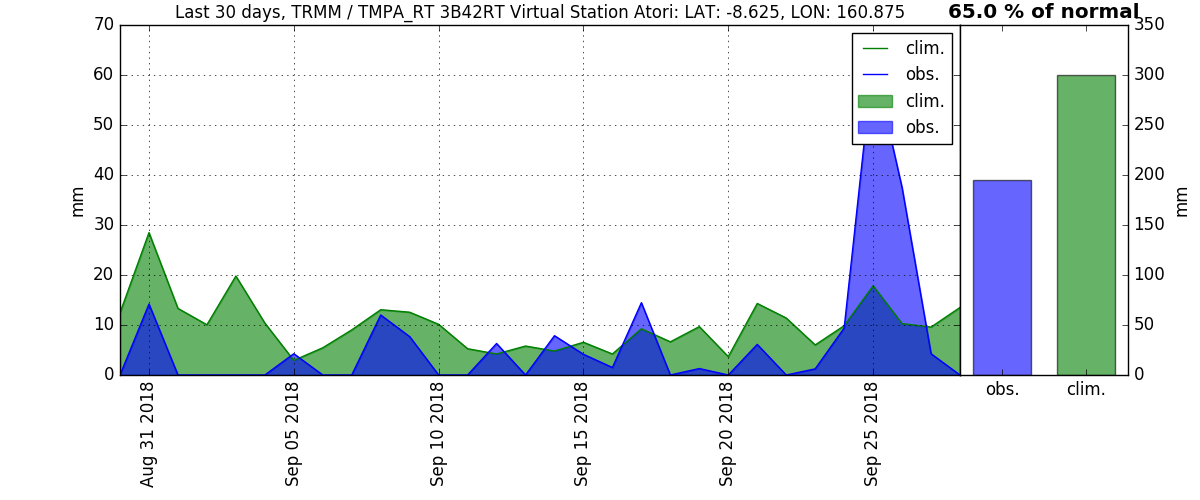 Last 30 days, TRMM / TMPA_RT 3B42RT Virtual Station Atori: LAT: -8.625, LON: 160.875
65.0 % of normal
70
60
50
40
30
20
10
0
mm
clim.
obs.
clim.
obs.
350
300
250
200
150
100
50
0
mm
obs.
clim.
Aug 31 2018
Sep 05 2018
Sep 10 2018
Sep 15 2018
Sep 20 2018
Sep 25 2018